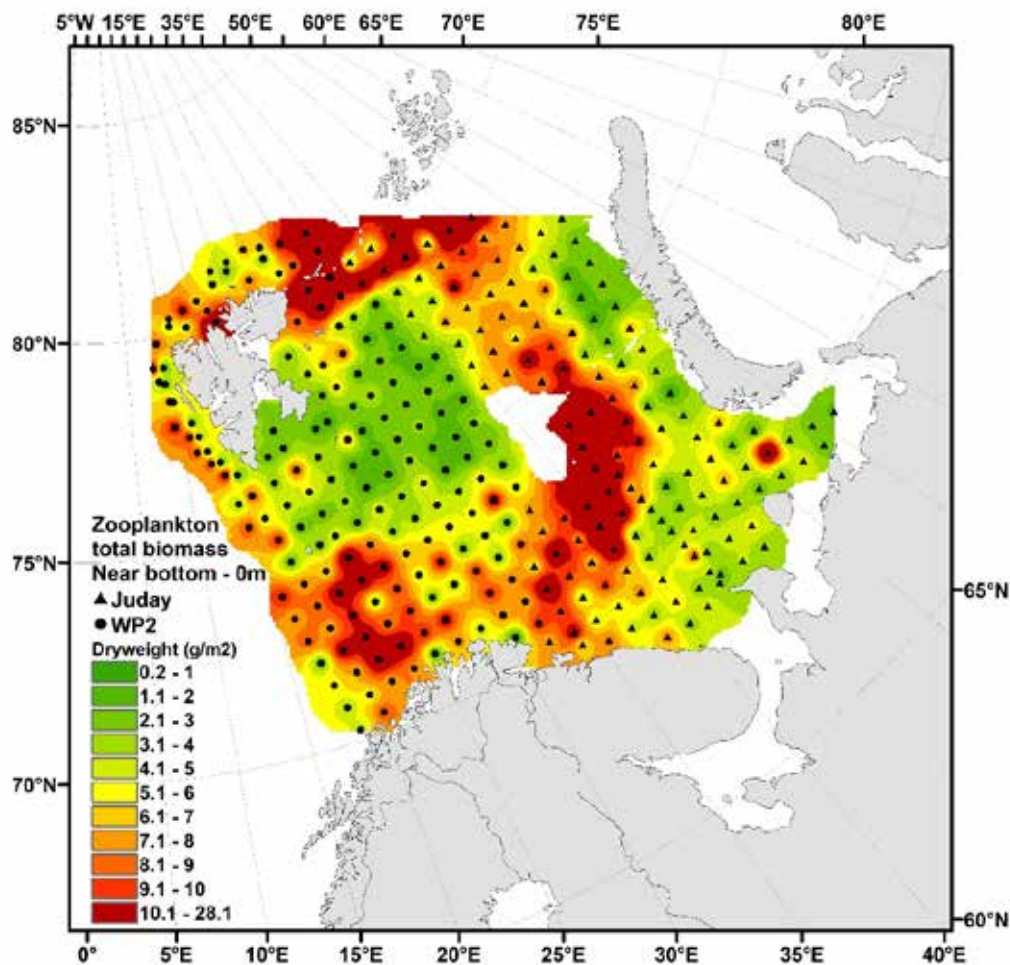 5°W 15°E 35°E 50°E 60°E 65°E 70°E 75°E 80°E
85°N
80°N
75°N
65°N
70°N
60°N
Zooplankton
total biomass
Near bottom - 0m
Juday
WP2
Dryweight (g/m2)
0.2 - 1
1.1 - 2
2.1 - 3
3.1 - 4
4.1 - 5
5.1 - 6
6.1 - 7
7.1 - 8
8.1 - 9
9.1 - 10
10.1 - 28.1
0° 5°E 10°E 15°E 20°E 25°E 30°E 35°E 40°E